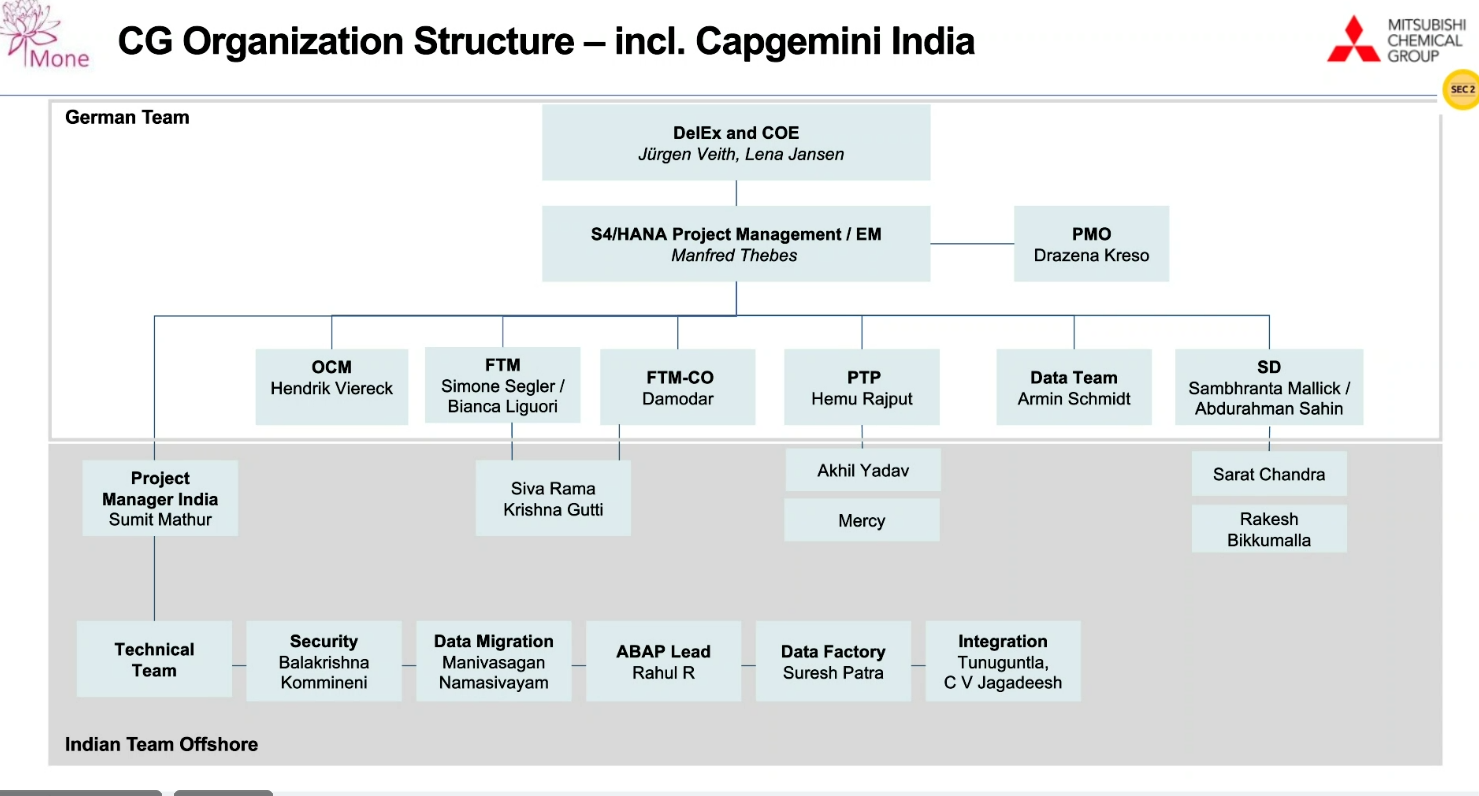 Mone
CG Organization Structure – incl. Capgemini India
MITSUBISHI
CHEMICAL
GROUP
SEC 2
German Team
DelEx and COE
Jürgen Veith, Lena Jansen
S4/HANA Project Management / EM
Manfred Thebes
PMO
Drazena Kreso
OCM
Hendrik Viereck
FTM
Simone Segler /
Bianca Liguori
FTM-CO
Damodar
PTP
Hemu Rajput
Data Team
Armin Schmidt
SD
Sambhranta Mallick /
Abdurahman Sahin
Project
Manager India
Sumit Mathur
Siva Rama
Krishna Gutti
Akhil Yadav
Mercy
Sarat Chandra
Rakesh
Bikkumalla
Technical
Team
Security
Balakrishna
Kommineni
Data Migration
Manivasagan
Namasivayam
ABAP Lead
Rahul R
Data Factory
Suresh Patra
Integration
Tunuguntla,
C V Jagadeesh
Indian Team Offshore